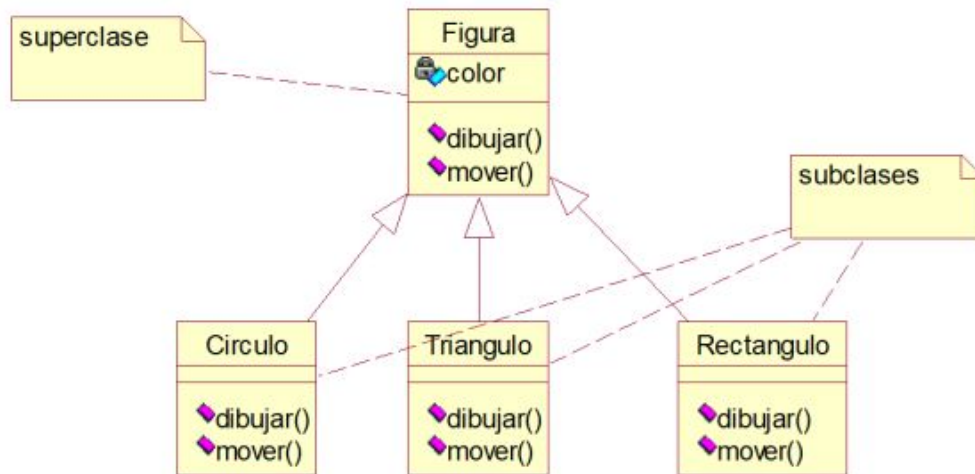 superclase
Figura
color
dibujar()
mover()
subclases
Circulo
dibujar()
mover()
Triangulo
dibujar()
mover()
Rectangulo
dibujar()
mover()